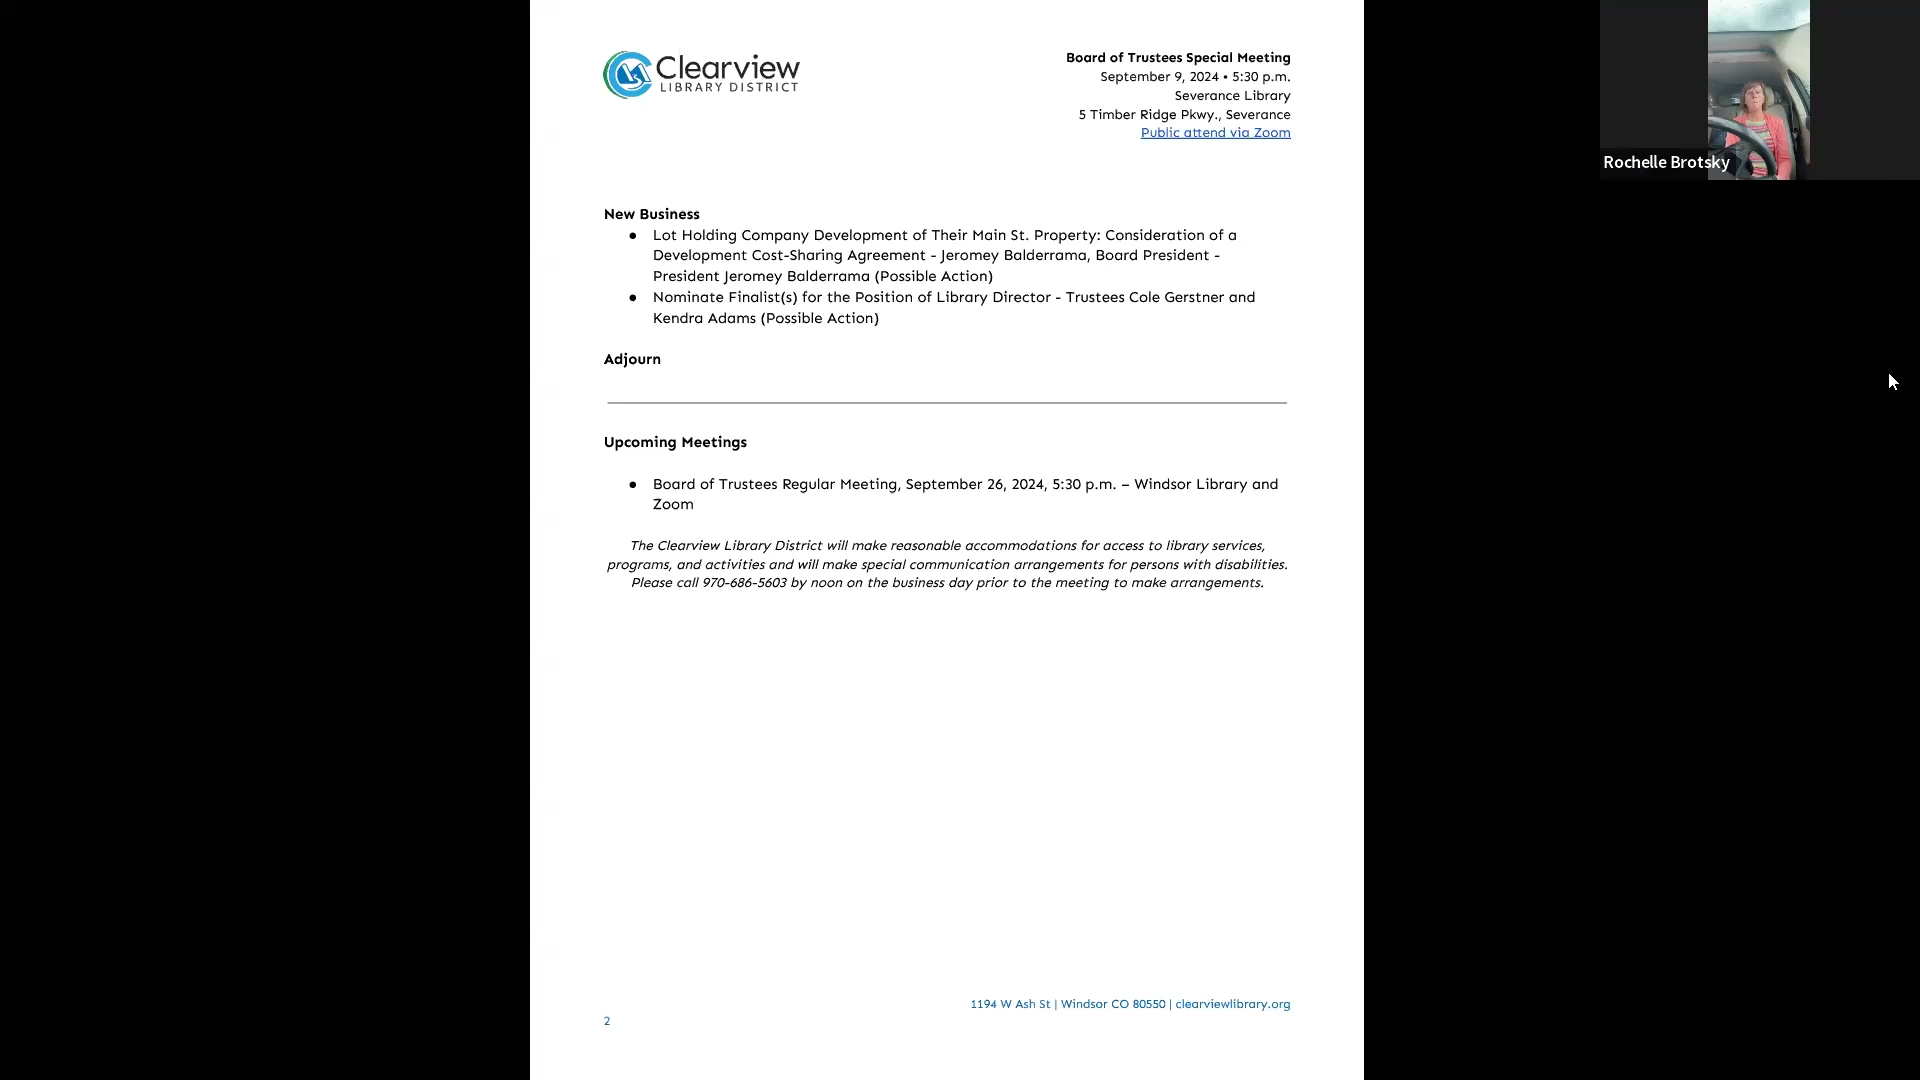 Clearview
LIBRARY DISTRICT
Board of Trustees Special Meeting
September 9, 2024 • 5:30 p.m.
Severance Library
5 Timber Ridge Pkwy., Severance
Public attend via Zoom
Rochelle Brotsky
New Business
● Lot Holding Company Development of Their Main St. Property: Consideration of a
Development Cost-Sharing Agreement - Jeromey Balderrama, Board President -
President Jeromey Balderrama (Possible Action)
● Nominate Finalist(s) for the Position of Library Director - Trustees Cole Gerstner and
Kendra Adams (Possible Action)
Adjourn
Upcoming Meetings
● Board of Trustees Regular Meeting, September 26, 2024, 5:30 p.m. – Windsor Library and
Zoom
The Clearview Library District will make reasonable accommodations for access to library services,
programs, and activities and will make special communication arrangements for persons with disabilities.
Please call 970-686-5603 by noon on the business day prior to the meeting to make arrangements.
1194 W Ash St | Windsor CO 80550 | clearviewlibrary.org
2